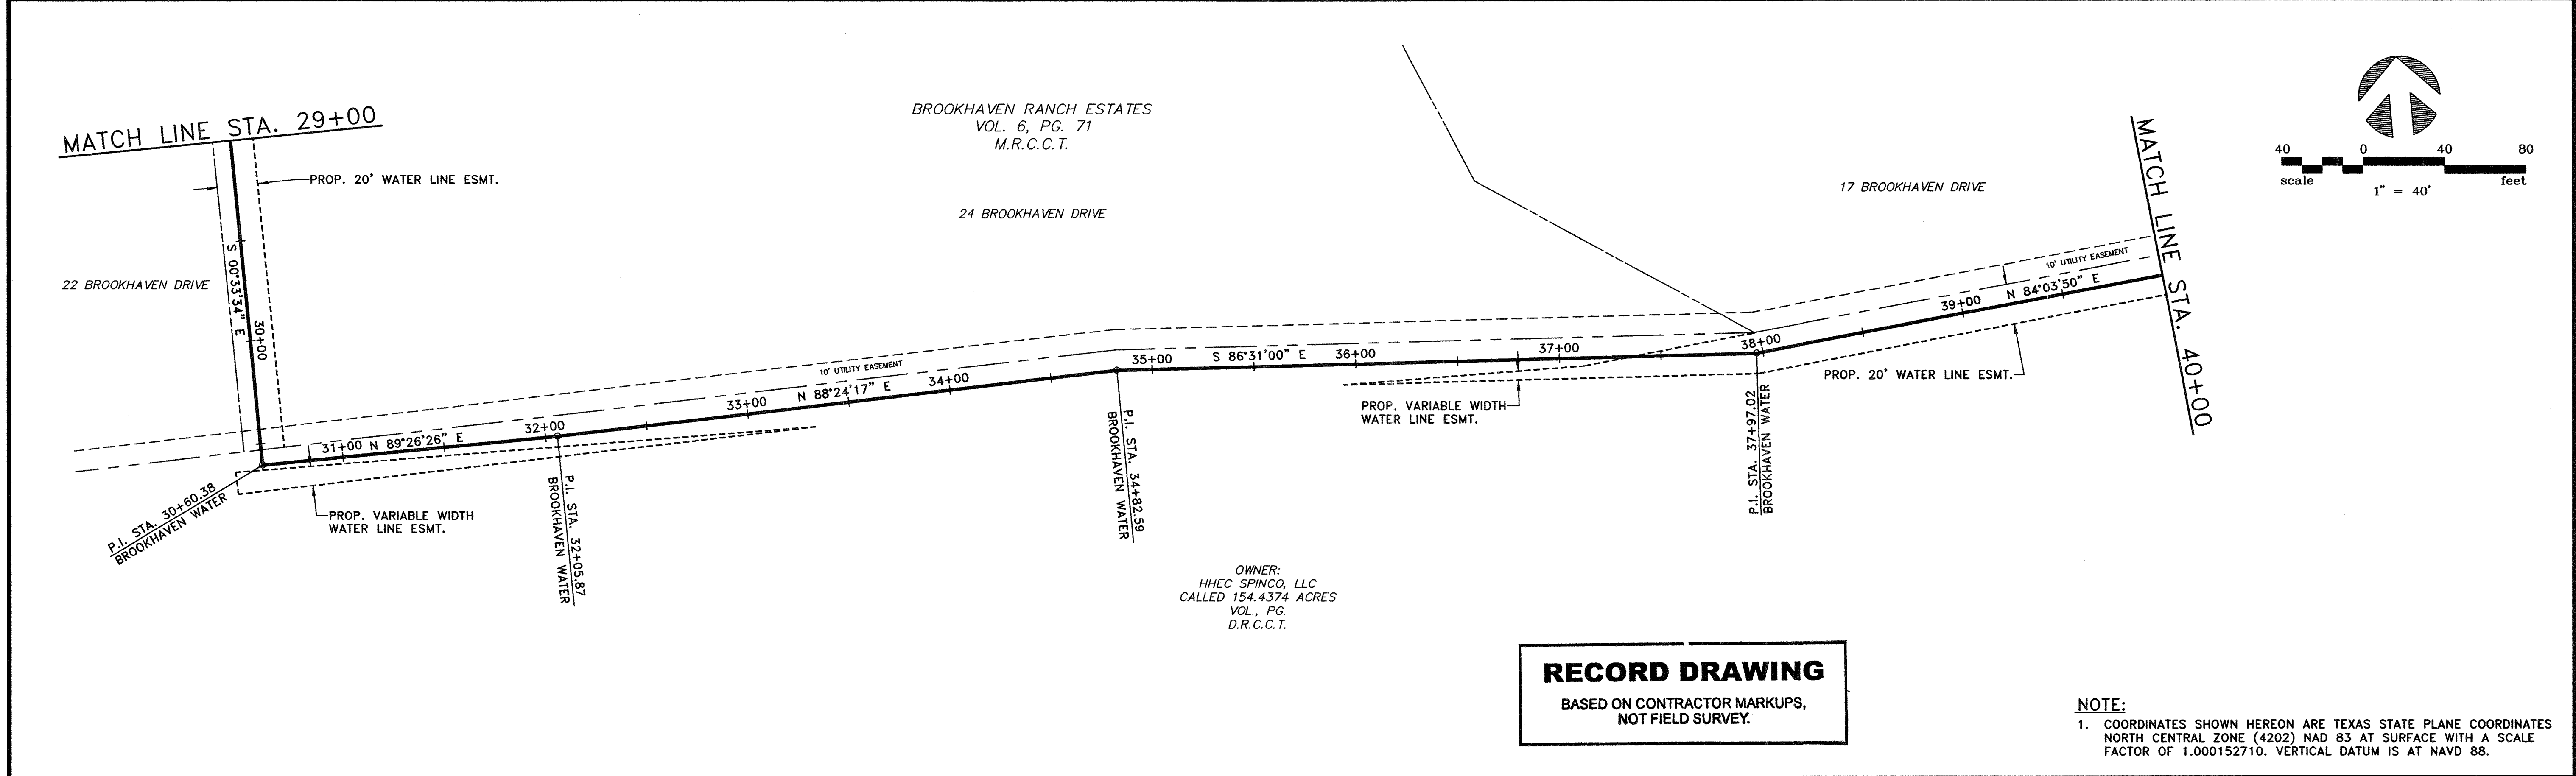 MATCH LINE STA. 29+00
PROP. 20' WATER LINE ESMT.
22 BROOKHAVEN DRIVE
S 00°33'34" E
30+00
BROOKHAVEN RANCH ESTATES
VOL. 6, PG. 71
M.R.C.C.T.
24 BROOKHAVEN DRIVE
17 BROOKHAVEN DRIVE
MATCH LINE STA. 40+00
40 0 40 80
scale feet
1" = 40'
10' UTILITY EASEMENT
N 84°03'50" E
39+00
38+00
PROP. 20' WATER LINE ESMT.
37+00
36+00
S 86°31'00" E
35+00
10' UTILITY EASEMENT
34+00
N 88°24'17" E
33+00
32+00
31+00 N 89°26'26" E
P.I. STA. 30+60.38
BROOKHAVEN WATER
PROP. VARIABLE WIDTH
WATER LINE ESMT.
P.I. STA. 32+05.87
BROOKHAVEN WATER
P.I. STA. 34+82.59
BROOKHAVEN WATER
PROP. VARIABLE WIDTH
WATER LINE ESMT.
P.I. STA. 37+97.02
BROOKHAVEN WATER
OWNER:
HHEC SPINCO, LLC
CALLED 154.4374 ACRES
VOL., PG.
D.R.C.C.T.
RECORD DRAWING
BASED ON CONTRACTOR MARKUPS,
NOT FIELD SURVEY.
NOTE:
1. COORDINATES SHOWN HEREON ARE TEXAS STATE PLANE COORDINATES
NORTH CENTRAL ZONE (4202) NAD 83 AT SURFACE WITH A SCALE
FACTOR OF 1.000152710. VERTICAL DATUM IS AT NAVD 88.